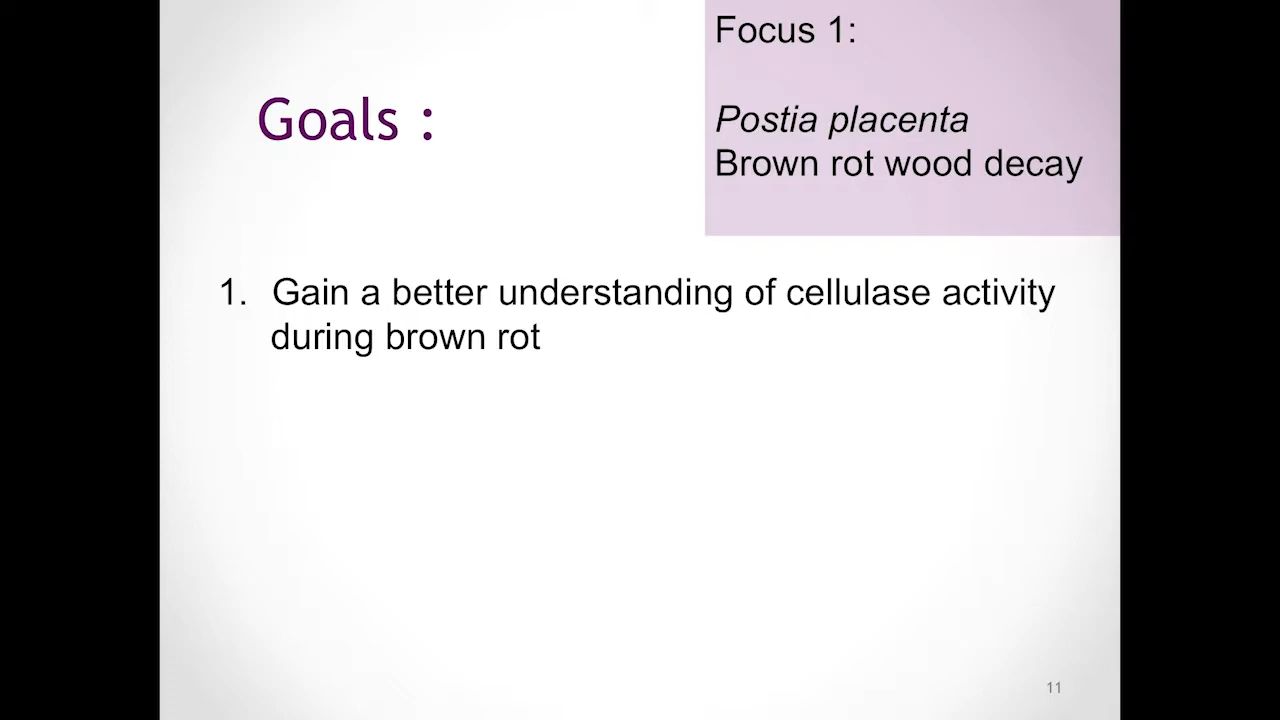 Focus 1:
Goals :
Postia placenta
Brown rot wood decay
1. Gain a better understanding of cellulase activity
during brown rot
11